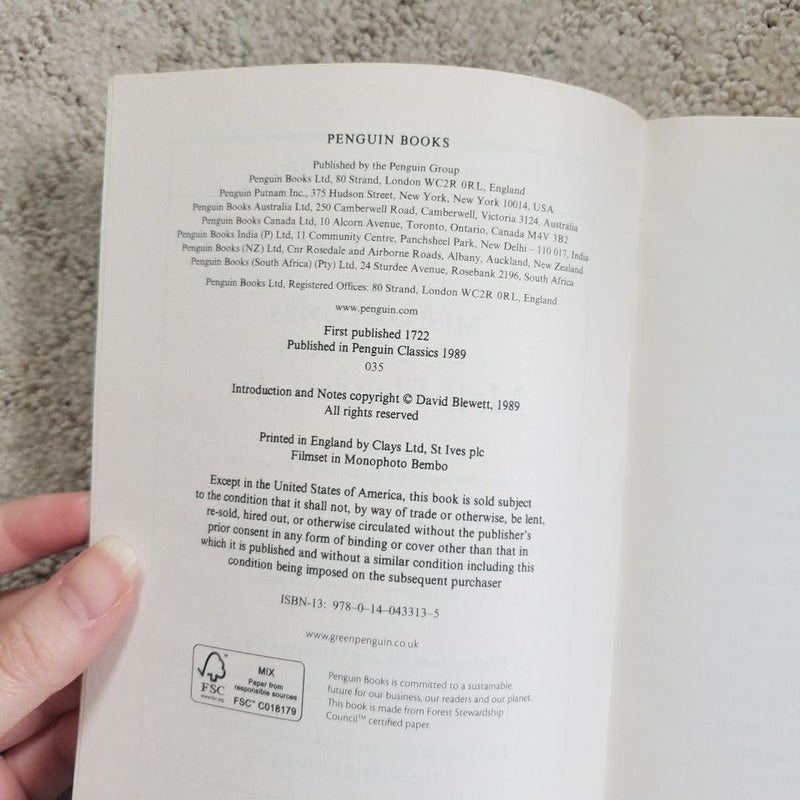 PENGUIN BOOKS
Published by the Penguin Group
Penguin Books Ltd, 80 Strand, London WC2R 0RL, England
Penguin Putnam Inc., 375 Hudson Street, New York, New York 10014, USA
Penguin Books Australia Ltd, 250 Camberwell Road, Camberwell, Victoria 3124, Australia
Penguin Books Canada Ltd, 10 Alcorn Avenue, Toronto, Ontario, Canada M4V 3B2
Penguin Books India (P) Ltd, 11 Community Centre, Panchsheel Park, New Delhi – 110 017, India
Penguin Books (NZ) Ltd, Cnr Rosedale and Airborne Roads, Albany, Auckland, New Zealand
Penguin Books (South Africa) (Pty) Ltd, 24 Sturdee Avenue, Rosebank 2196, South Africa
Penguin Books Ltd, Registered Offices: 80 Strand, London WC2R 0RL, England
www.penguin.com
First published 1722
Published in Penguin Classics 1989
035
Introduction and Notes copyright © David Blewett, 1989
All rights reserved
Printed in England by Clays Ltd, St Ives plc
Filmset in Monophoto Bembo
Except in the United States of America, this book is sold subject
to the condition that it shall not, by way of trade or otherwise, be lent,
re-sold, hired out, or otherwise circulated without the publisher's
prior consent in any form of binding or cover other than that in
which it is published and without a similar condition including this
condition being imposed on the subsequent purchaser
ISBN-13: 978–0–14–043313–5
www.greenpenguin.co.uk
FSC
www.fsc.org
MIX
Paper from
responsible sources
FSC™ C018179
Penguin Books is committed to a sustainable
future for our business, our readers and our planet.
This book is made from Forest Stewardship
Council™ certified paper.